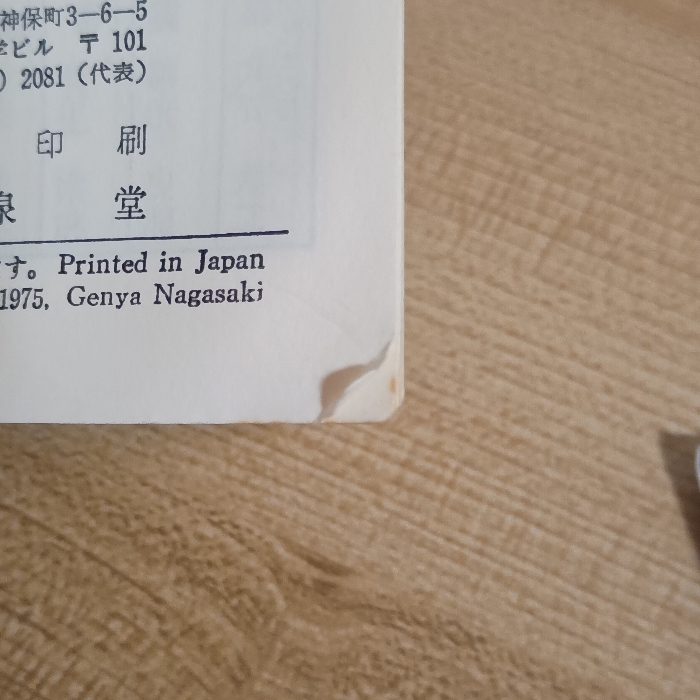 神保町3—6—5
ビル 〒 101
) 2081 (代表)
印 刷
泉 堂
す。 Printed in Japan
1975, Genya Nagasaki